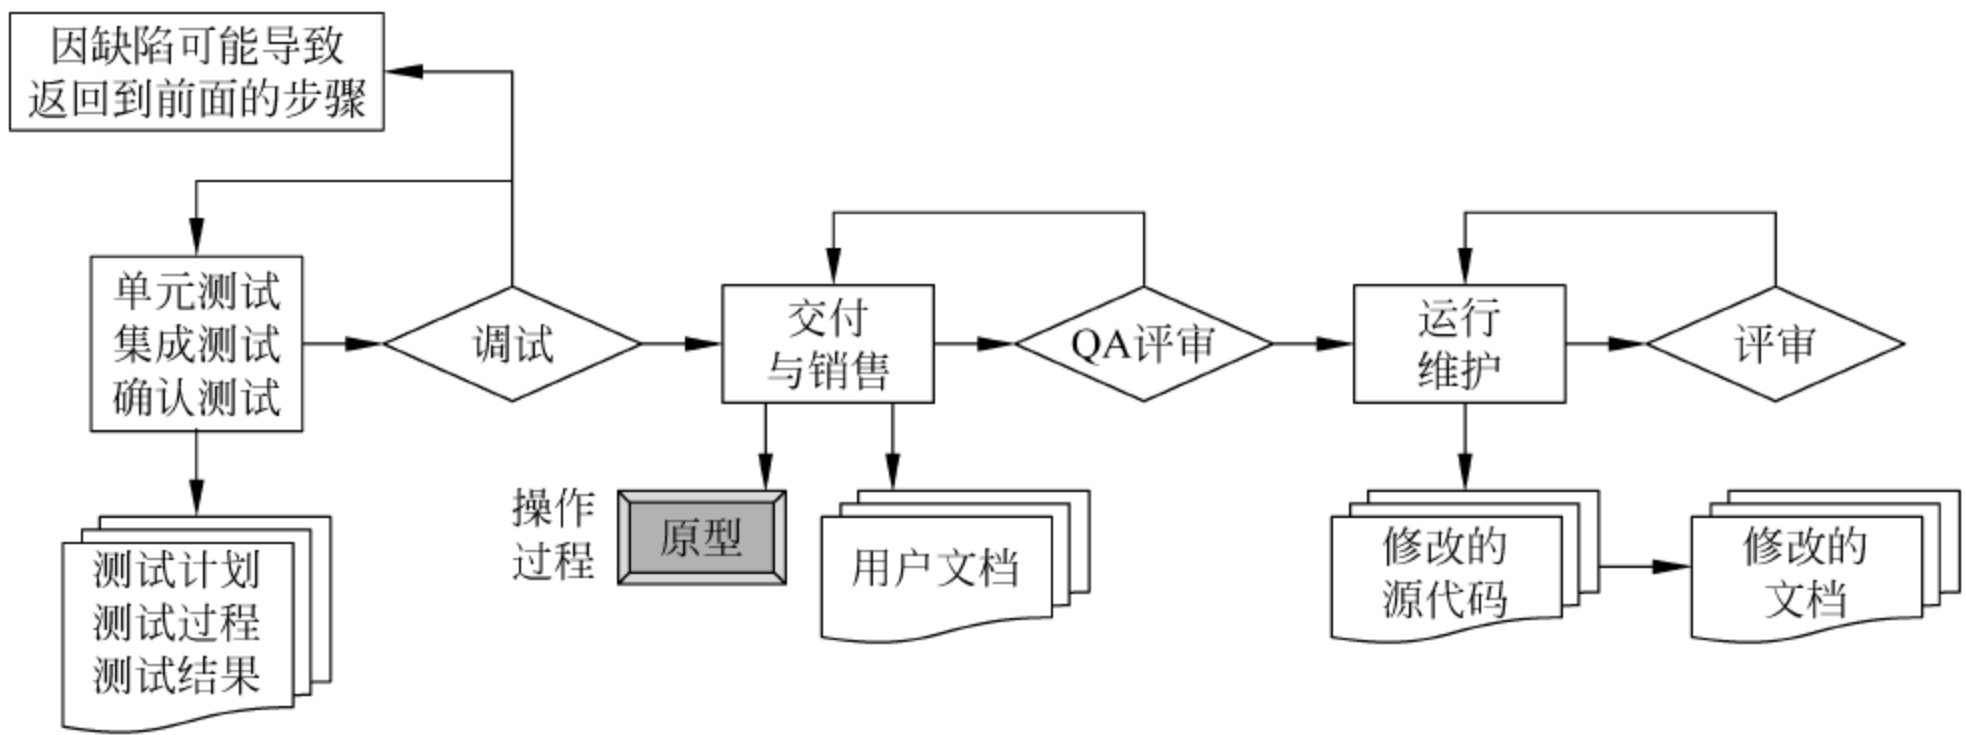 因缺陷可能导致
返回到前面的步骤
单元测试
集成测试
确认测试
调试
交付
与销售
QA评审
运行
维护
评审
测试计划
测试过程
测试结果
操作
过程
原型
用户文档
修改的
源代码
修改的
文档